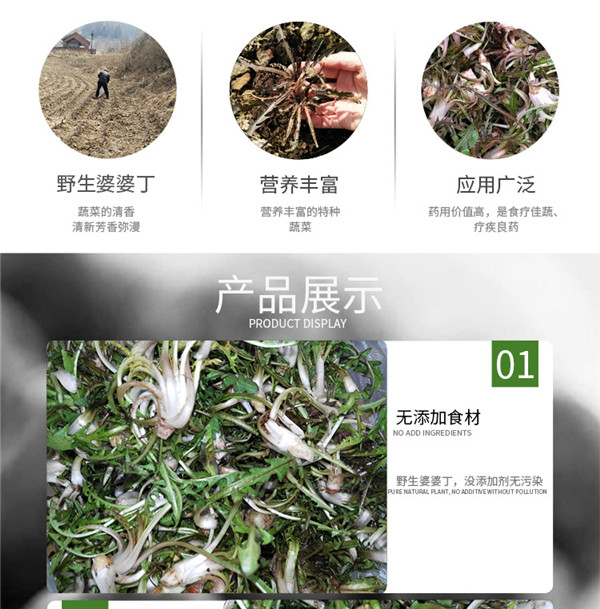 野生婆婆丁
蔬菜的清香
清新芳香弥漫
营养丰富
营养丰富的特种
蔬菜
应用广泛
药用价值高，是食疗佳蔬、
疗疾良药
产品展示
PRODUCT DISPLAY
01
无添加食材
NO ADD INGREDIENTS
野生婆婆丁，没添加剂无污染
PURE NATURAL PLANT, NO ADDITIVE WITHOUT POLLUTION